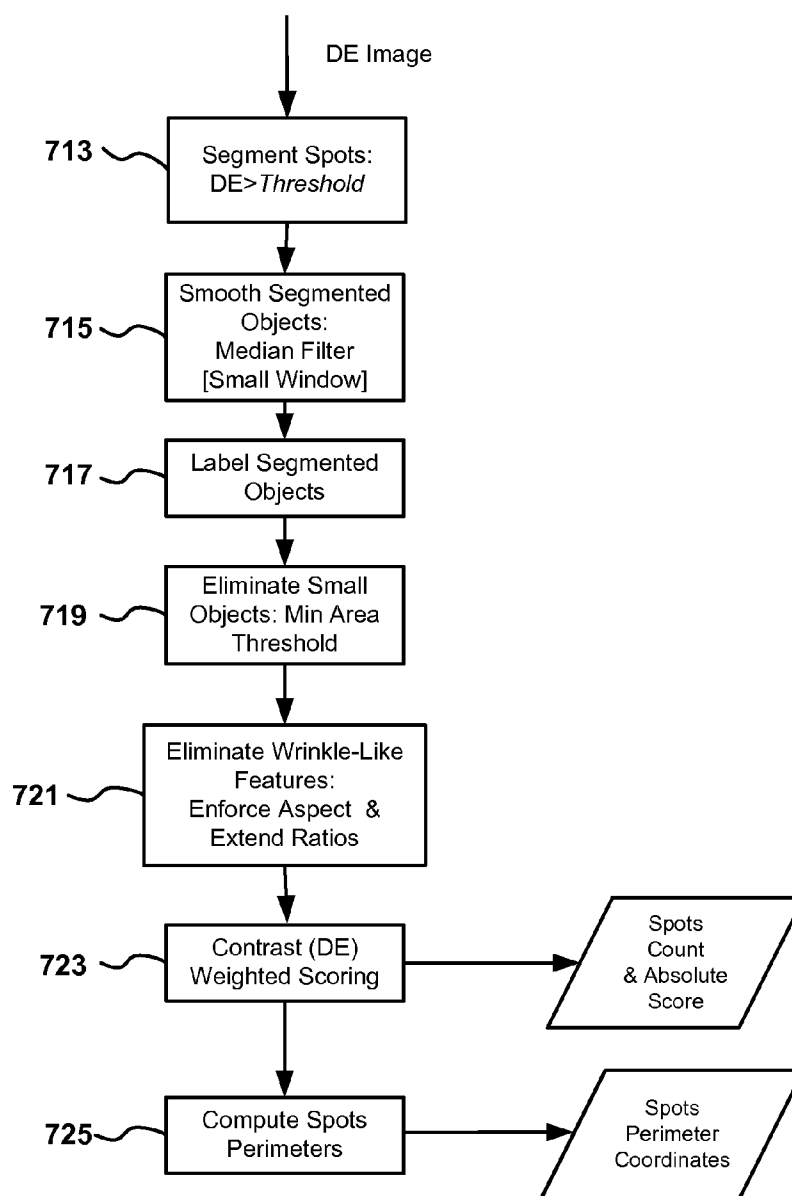 DE Image
713
Segment Spots:
DE>Threshold
715
Smooth Segmented
Objects:
Median Filter
[Small Window]
717
Label Segmented
Objects
719
Eliminate Small
Objects: Min Area
Threshold
721
Eliminate Wrinkle-Like
Features:
Enforce Aspect & 
Extend Ratios
723
Contrast (DE)
Weighted Scoring
Spots
Count
& Absolute
Score
725
Compute Spots
Perimeters
Spots
Perimeter
Coordinates